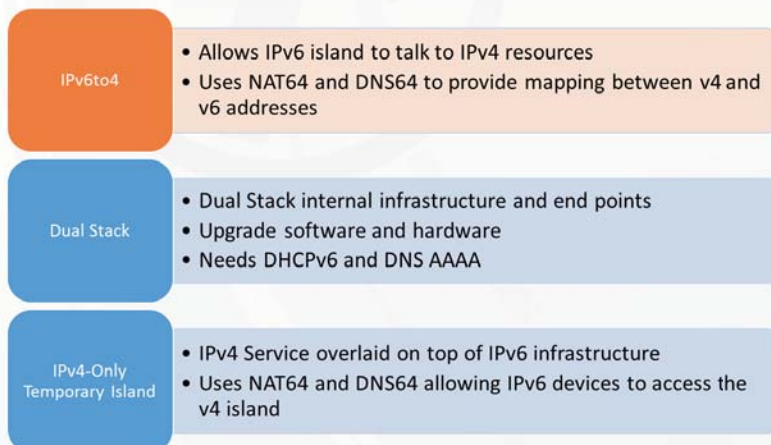 IPv6to4
• Allows IPv6 island to talk to IPv4 resources
• Uses NAT64 and DNS64 to provide mapping between v4 and
v6 addresses
Dual Stack
• Dual Stack internal infrastructure and end points
• Upgrade software and hardware
• Needs DHCPv6 and DNS AAAA
IPv4-Only
Temporary Island
• IPv4 Service overlaid on top of IPv6 infrastructure
• Uses NAT64 and DNS64 allowing IPv6 devices to access the
v4 island